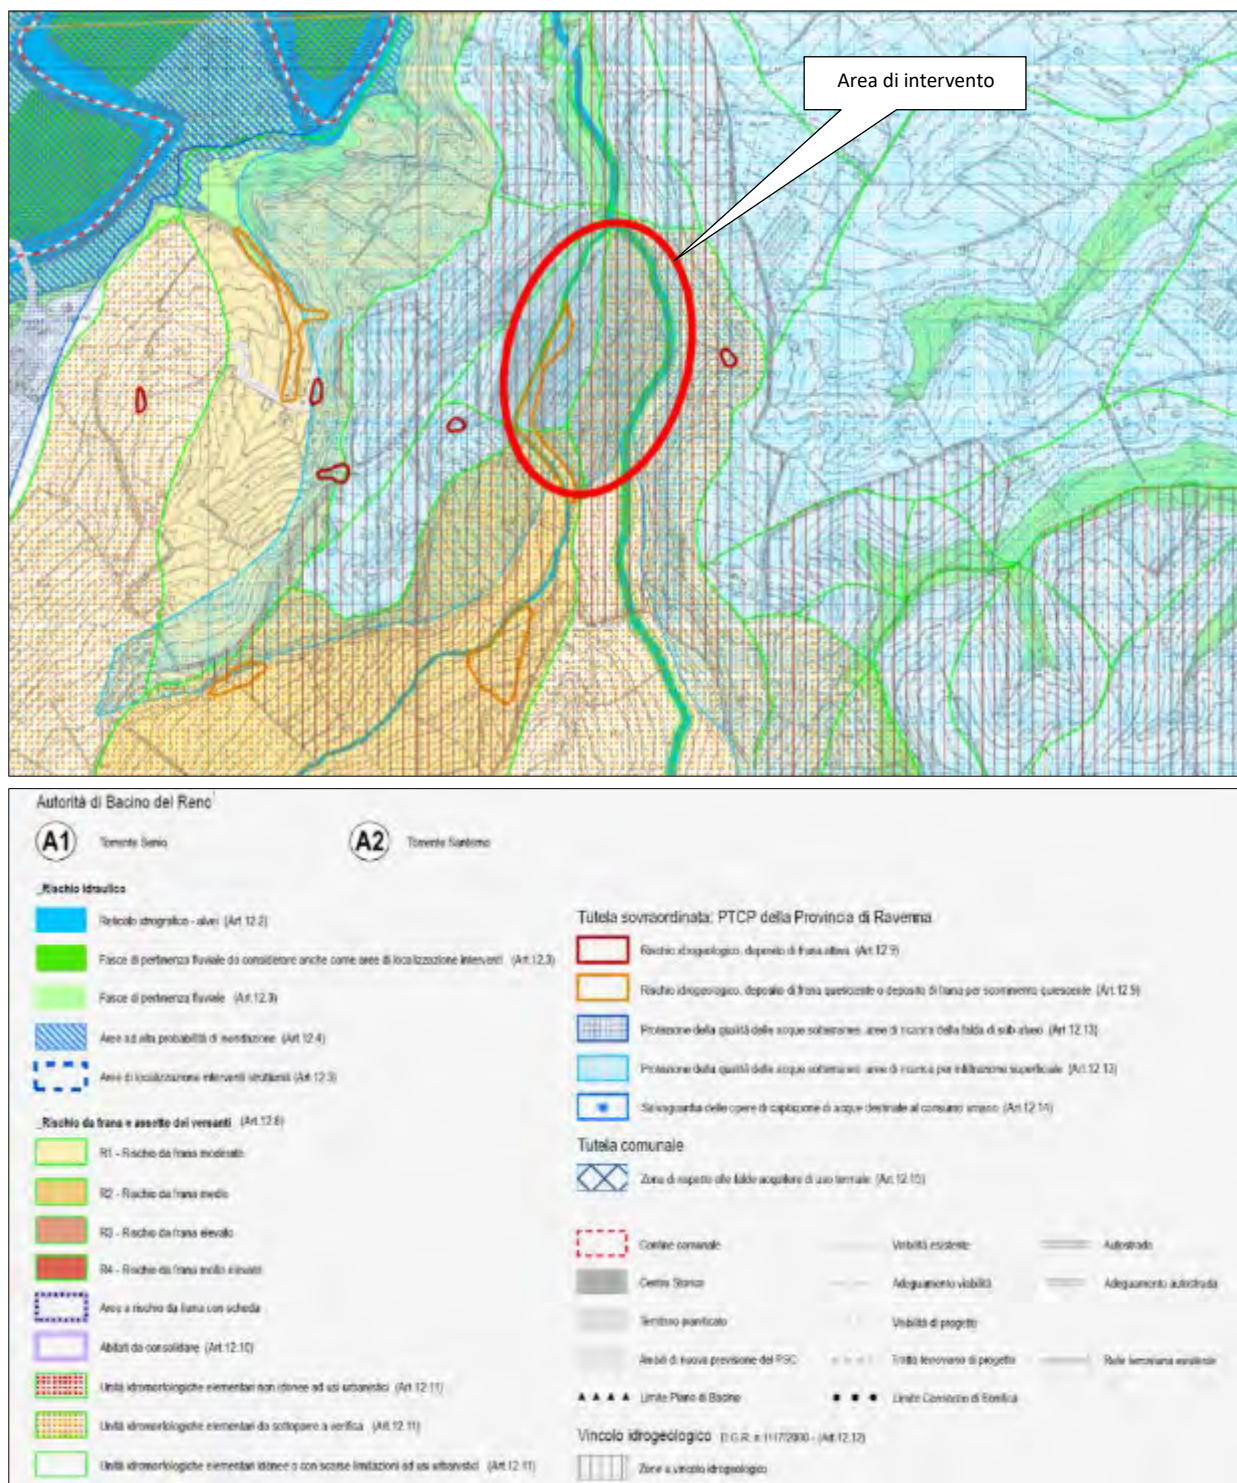 Area di intervento
Autorità di Bacino del Reno
A1 Torrente Senio
A2 Torrente Santerno
_Rischio idraulico
Reticolo idrografico - alvei (Art.12.2)
Fasce di pertinenza fluviale da considerare anche come aree di localizzazione interventi (Art.12.3)
Fasce di pertinenza fluviale (Art.12.3)
Aree ad alta probabilità di inondazione (Art.12.4)
Aree di localizzazione interventi strutturali (Art.12.3)
_Rischio da frana e assetto dei versanti (Art.12.8)
R1 - Rischio da frana moderato
R2 - Rischio da frana medio
R3 - Rischio da frana elevato
R4 - Rischio da frana molto elevato
Aree a rischio da frana con scheda
Abitati da consolidare (Art.12.10)
Unità idromorfologiche elementari non idonee ad usi urbanistici (Art.12.11)
Unità idromorfologiche elementari da sottoporre a verifica (Art.12.11)
Unità idromorfologiche elementari idonee o con scarse limitazioni ad usi urbanistici (Art.12.11)
Tutela sovraordinata: PTCP della Provincia di Ravenna
Rischio idrogeologico, deposito di frana attiva (Art.12.9)
Rischio idrogeologico, deposito di frana quiescente o deposito di frana per scorrimento quiescente (Art.12.9)
Protezione della qualità delle acque sotterranee: aree di ricarica della falda di sub-alveo (Art.12.13)
Protezione della qualità delle acque sotterranee: aree di ricarica per infiltrazione superficiale (Art.12.13)
Salvaguardia delle opere di captazione di acque destinate al consumo umano (Art.12.14)
Tutela comunale
Zona di rispetto alle falde acquifere di uso termale (Art.12.15)
Confine comunale
Viabilità esistente
Autostrada
Centro Storico
Adeguamento viabilità
Adeguamento autostrada
Territorio pianificato
Viabilità di progetto
Ambiti di nuova previsione del PSC
Tratta ferroviaria di progetto
Rete ferroviaria esistente
Limite Piano di Bacino
Limite Consorzio di Bonifica
Vincolo idrogeologico D.G.R. n.1117/2000 - (Art.12.12)
Zone a vincolo idrogeologico